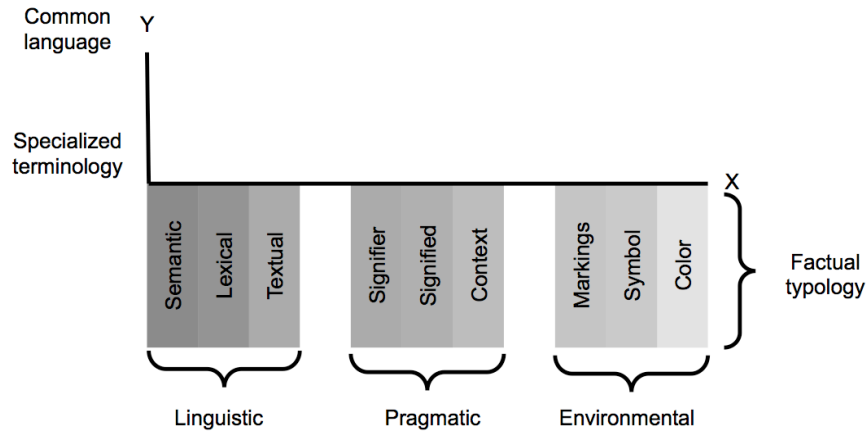 Common
language
Y
Specialized
terminology
X
Semantic
Lexical
Textual
Signifier
Signified
Context
Markings
Symbol
Color
Factual
typology
Linguistic
Pragmatic
Environmental